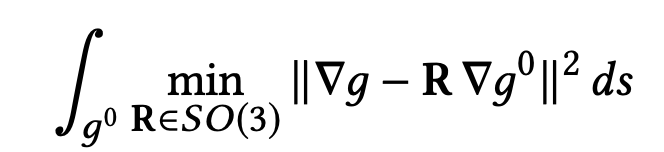 ∫_{g⁰} min_{R∈SO(3)} ‖∇g − R ∇g⁰‖² ds